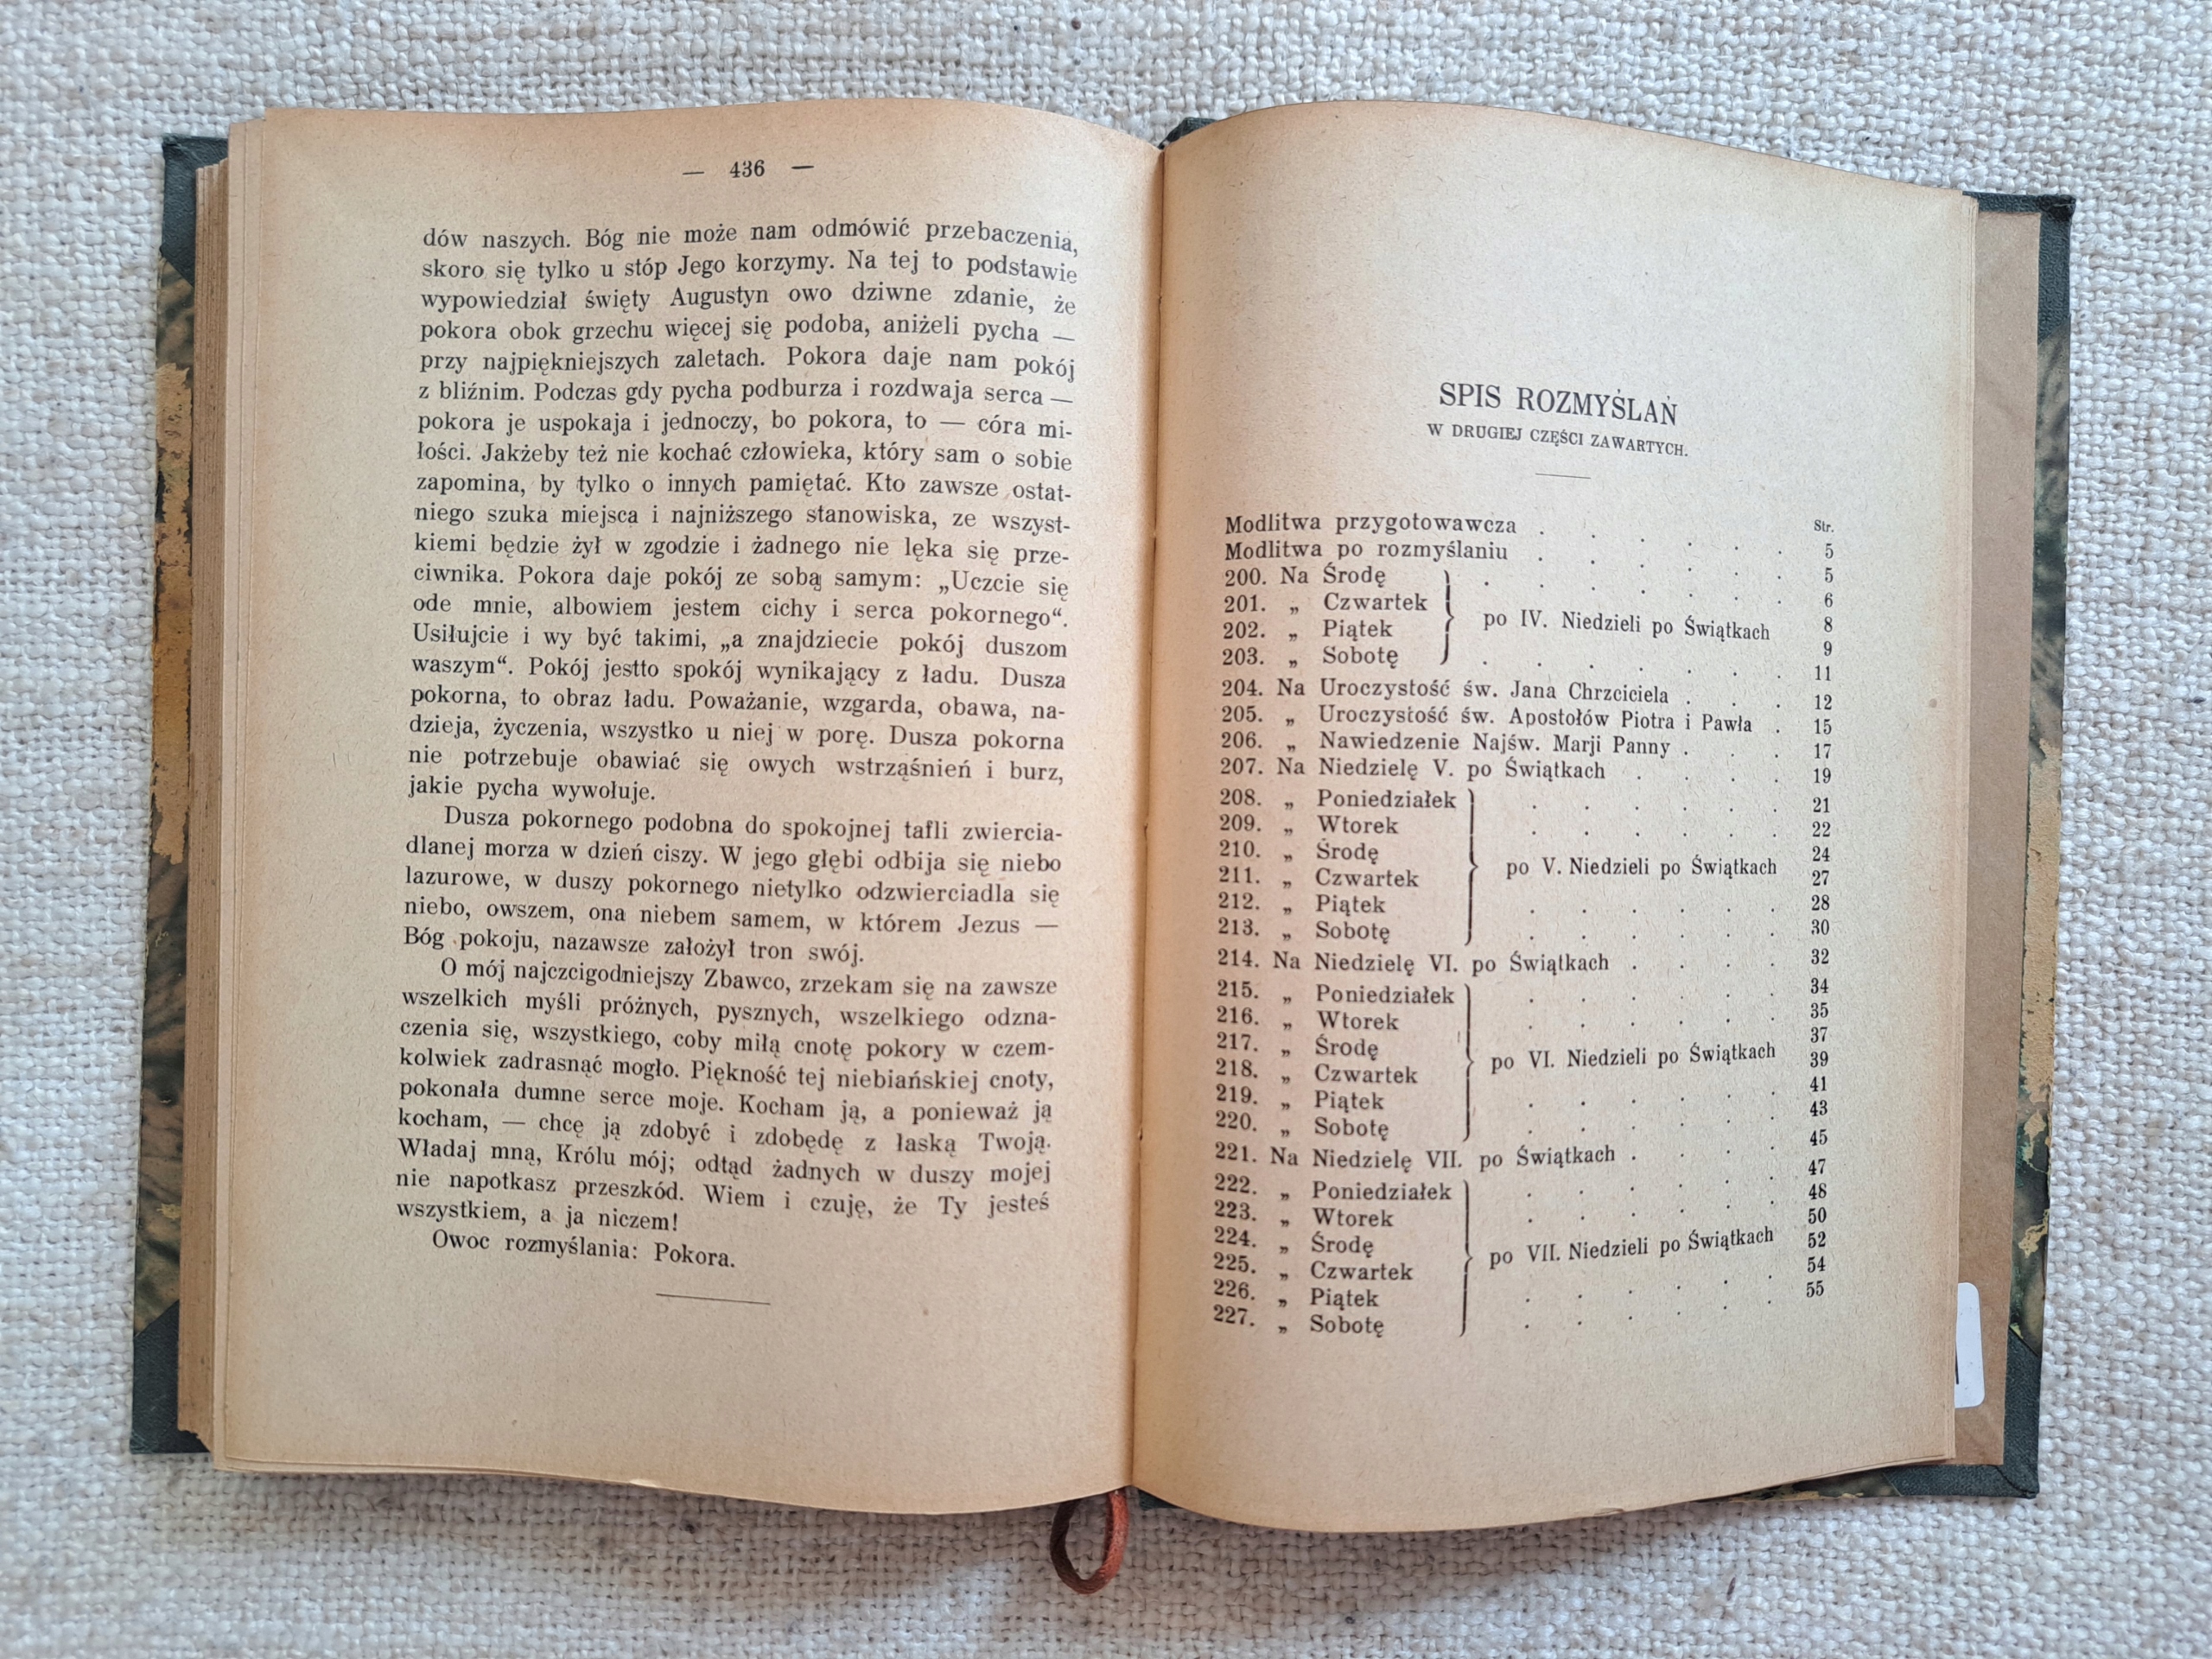 — 436 —
dów naszych. Bóg nie może nam odmówić przebaczenia,
skoro się tylko u stóp Jego korzymy. Na tej to podstawie
wypowiedział święty Augustyn owo dziwne zdanie, że
pokora obok grzechu więcej się podoba, aniżeli pycha —
przy najpiękniejszych zaletach. Pokora daje nam pokój
z bliźnim. Podczas gdy pycha podburza i rozdwaja serca —
pokora je uspokaja i jednoczy, bo pokora, to — córa mi-
łości. Jakżeby też nie kochać człowieka, który sam o sobie
zapomina, by tylko o innych pamiętać. Kto zawsze ostat-
niego szuka miejsca i najniższego stanowiska, ze wszyst-
kiemi będzie żył w zgodzie i żadnego nie lęka się prze-
ciwnika. Pokora daje pokój ze sobą samym: „Uczcie się
ode mnie, albowiem jestem cichy i serca pokornego“.
Usiłujcie i wy być takimi, „a znajdziecie pokój duszom
waszym“. Pokój jestto spokój wynikający z ładu. Dusza
pokorna, to obraz ładu. Poważanie, wzgarda, obawa, na-
dzieja, życzenia, wszystko u niej w porę. Dusza pokorna
nie potrzebuje obawiać się owych wstrząśnień i burz,
jakie pycha wywołuje.
Dusza pokornego podobna do spokojnej tafli zwiercia-
dlanej morza w dzień ciszy. W jego głębi odbija się niebo
lazurowe, w duszy pokornego nietylko odzwierciadla się
niebo, owszem, ona niebem samem, w którem Jezus —
Bóg pokoju, nazawsze założył tron swój.
O mój najczcigodniejszy Zbawco, zrzekam się na zawsze
wszelkich myśli próżnych, pysznych, wszelkiego odzna-
czenia się, wszystkiego, coby miłą cnotę pokory w czem-
kolwiek zadrasnąć mogło. Piękność tej niebiańskiej cnoty,
pokonała dumne serce moje. Kocham ją, a ponieważ ją
kocham, — chcę ją zdobyć i zdobędę z łaską Twoją.
Władaj mną, Królu mój; odtąd żadnych w duszy mojej
nie napotkasz przeszkód. Wiem i czuję, że Ty jesteś
wszystkiem, a ja niczem!
Owoc rozmyślania: Pokora.
SPIS ROZMYŚLAŃ
W DRUGIEJ CZĘŚCI ZAWARTYCH.
Str.
Modlitwa przygotowawcza . . . . . . 5
Modlitwa po rozmyślaniu . . . . . . 5
200. Na Środę . . . . . . 6
201. „ Czwartek 8
202. „ Piątek po IV. Niedzieli po Świątkach 9
203. „ Sobotę . . . . . . 11
204. Na Uroczystość św. Jana Chrzciciela . . . 12
205. „ Uroczystość św. Apostołów Piotra i Pawła . 15
206. „ Nawiedzenie Najśw. Marji Panny . . . 17
207. Na Niedzielę V. po Świątkach . . . . 19
208. „ Poniedziałek . . . . . . 21
209. „ Wtorek . . . . . . 22
210. „ Środę 24
211. „ Czwartek po V. Niedzieli po Świątkach 27
212. „ Piątek . . . . . . 28
213. „ Sobotę . . . . . . 30
214. Na Niedzielę VI. po Świątkach . . . . 32
215. „ Poniedziałek . . . . . . 34
216. „ Wtorek . . . . . . 35
217. „ Środę 37
218. „ Czwartek po VI. Niedzieli po Świątkach 39
219. „ Piątek . . . . . . 41
220. „ Sobotę . . . . . . 43
221. Na Niedzielę VII. po Świątkach . . . . 45
222. „ Poniedziałek . . . . . . 47
223. „ Wtorek . . . . . . 48
224. „ Środę 50
225. „ Czwartek po VII. Niedzieli po Świątkach 52
226. „ Piątek . . . . . . 54
227. „ Sobotę . . . . . . 55